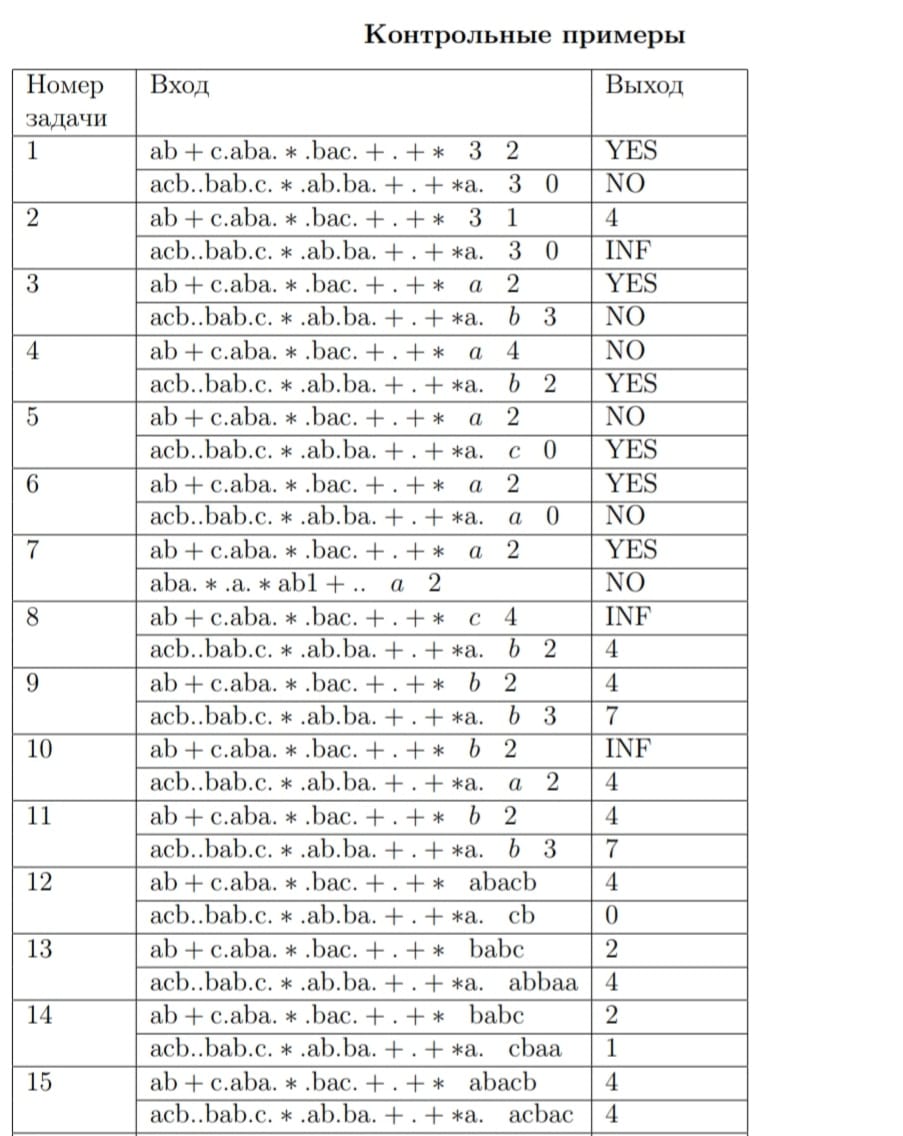 Контрольные примеры
Номер задачи Вход Выход
1 ab + c.aba. ∗ .bac. + . + ∗ 3 2 YES
acb..bab.c. ∗ .ab.ba. + . + ∗a. 3 0 NO
2 ab + c.aba. ∗ .bac. + . + ∗ 3 1 4
acb..bab.c. ∗ .ab.ba. + . + ∗a. 3 0 INF
3 ab + c.aba. ∗ .bac. + . + ∗ a 2 YES
acb..bab.c. ∗ .ab.ba. + . + ∗a. b 3 NO
4 ab + c.aba. ∗ .bac. + . + ∗ a 4 NO
acb..bab.c. ∗ .ab.ba. + . + ∗a. b 2 YES
5 ab + c.aba. ∗ .bac. + . + ∗ a 2 NO
acb..bab.c. ∗ .ab.ba. + . + ∗a. c 0 YES
6 ab + c.aba. ∗ .bac. + . + ∗ a 2 YES
acb..bab.c. ∗ .ab.ba. + . + ∗a. a 0 NO
7 ab + c.aba. ∗ .bac. + . + ∗ a 2 YES
aba. ∗ .a. ∗ ab1 + .. a 2 NO
8 ab + c.aba. ∗ .bac. + . + ∗ c 4 INF
acb..bab.c. ∗ .ab.ba. + . + ∗a. b 2 4
9 ab + c.aba. ∗ .bac. + . + ∗ b 2 4
acb..bab.c. ∗ .ab.ba. + . + ∗a. b 3 7
10 ab + c.aba. ∗ .bac. + . + ∗ b 2 INF
acb..bab.c. ∗ .ab.ba. + . + ∗a. a 2 4
11 ab + c.aba. ∗ .bac. + . + ∗ b 2 4
acb..bab.c. ∗ .ab.ba. + . + ∗a. b 3 7
12 ab + c.aba. ∗ .bac. + . + ∗ abacb 4
acb..bab.c. ∗ .ab.ba. + . + ∗a. cb 0
13 ab + c.aba. ∗ .bac. + . + ∗ babc 2
acb..bab.c. ∗ .ab.ba. + . + ∗a. abbaa 4
14 ab + c.aba. ∗ .bac. + . + ∗ babc 2
acb..bab.c. ∗ .ab.ba. + . + ∗a. cbaa 1
15 ab + c.aba. ∗ .bac. + . + ∗ abacb 4
acb..bab.c. ∗ .ab.ba. + . + ∗a. acbac 4